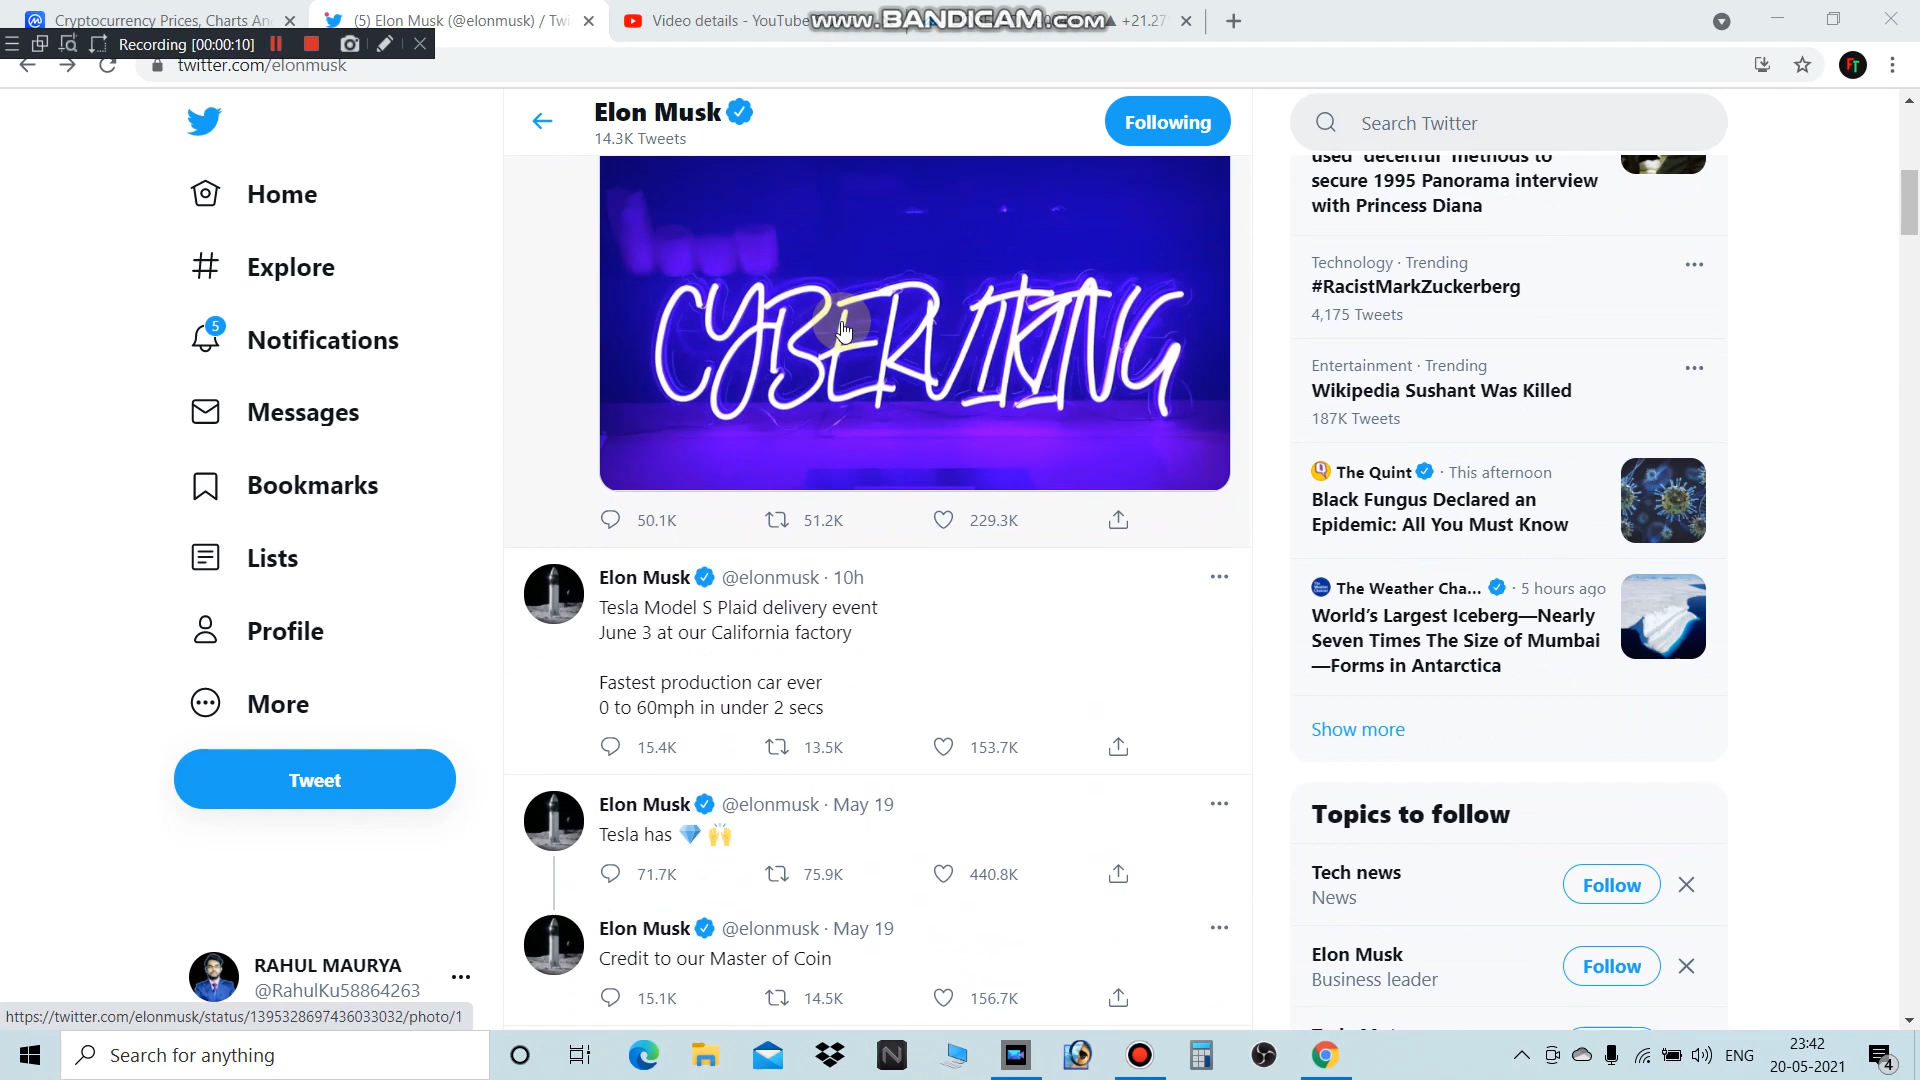 Cryptocurrency Prices, Charts An
(5) Elon Musk (@elonmusk) / Twi
Video details - YouTube
www.BANDICAM.com
+21.27
Recording [00:00:10]
twitter.com/elonmusk
FT
Elon Musk
14.3K Tweets
Following
Search Twitter
Home
Explore
5
Notifications
Messages
Bookmarks
Lists
Profile
More
Tweet
RAHUL MAURYA
@RahulKu58864263
https://twitter.com/elonmusk/status/1395328697436033032/photo/1
CYBERVIKING
50.1K 51.2K 229.3K
Elon Musk @elonmusk · 10h
Tesla Model S Plaid delivery event
June 3 at our California factory
Fastest production car ever
0 to 60mph in under 2 secs
15.4K 13.5K 153.7K
Elon Musk @elonmusk · May 19
Tesla has 💎 🙌
71.7K 75.9K 440.8K
Elon Musk @elonmusk · May 19
Credit to our Master of Coin
15.1K 14.5K 156.7K
used 'deceitful' methods to
secure 1995 Panorama interview
with Princess Diana
Technology · Trending
#RacistMarkZuckerberg
4,175 Tweets
Entertainment · Trending
Wikipedia Sushant Was Killed
187K Tweets
The Quint · This afternoon
Black Fungus Declared an
Epidemic: All You Must Know
The Weather Cha... · 5 hours ago
World's Largest Iceberg—Nearly
Seven Times The Size of Mumbai
—Forms in Antarctica
Show more
Topics to follow
Tech news
News
Follow
Elon Musk
Business leader
Follow
Search for anything
ENG
23:42
20-05-2021
4